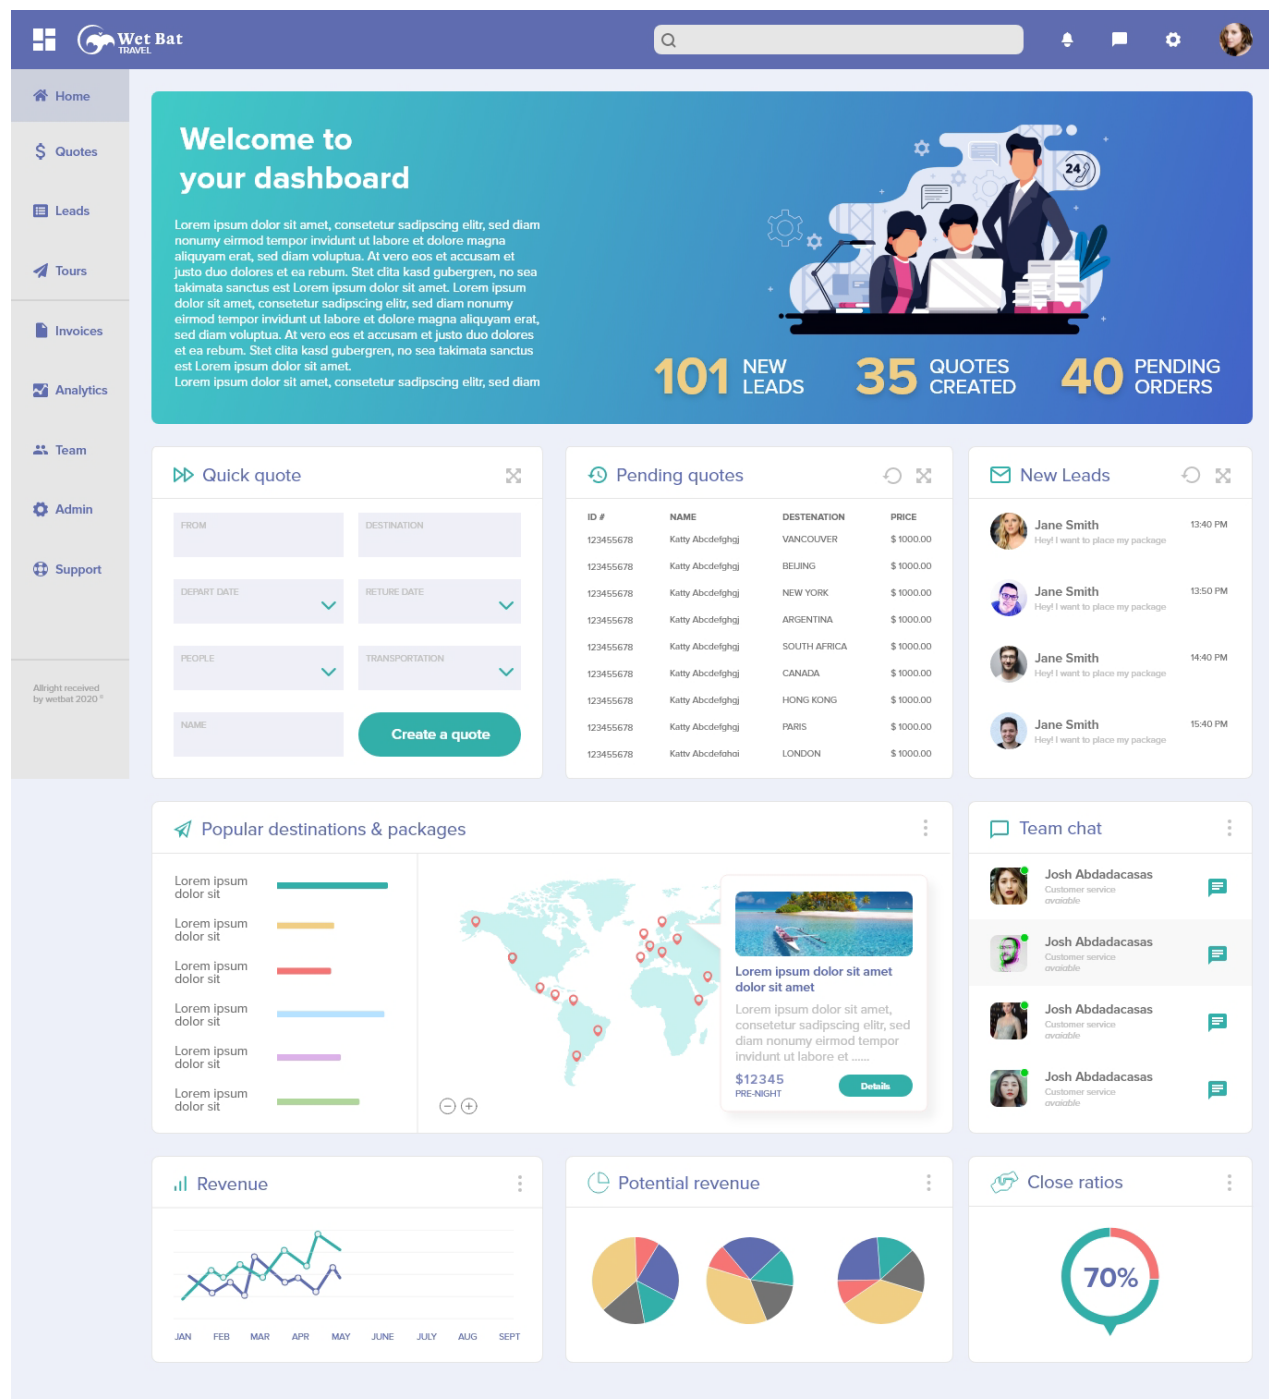 Wet Bat
TRAVEL
Home
Quotes
Leads
Tours
Invoices
Analytics
Team
Admin
Support
Allright received
by wetbat 2020 ®
Welcome to
your dashboard
Lorem ipsum dolor sit amet, consetetur sadipscing elitr, sed diam
nonumy eirmod tempor invidunt ut labore et dolore magna
aliquyam erat, sed diam voluptua. At vero eos et accusam et
justo duo dolores et ea rebum. Stet clita kasd gubergren, no sea
takimata sanctus est Lorem ipsum dolor sit amet. Lorem ipsum
dolor sit amet, consetetur sadipscing elitr, sed diam nonumy
eirmod tempor invidunt ut labore et dolore magna aliquyam erat,
sed diam voluptua. At vero eos et accusam et justo duo dolores
et ea rebum. Stet clita kasd gubergren, no sea takimata sanctus
est Lorem ipsum dolor sit amet.
Lorem ipsum dolor sit amet, consetetur sadipscing elitr, sed diam
24
101 NEW LEADS
35 QUOTES CREATED
40 PENDING ORDERS
Quick quote
FROM
DESTINATION
DEPART DATE
RETURE DATE
PEOPLE
TRANSPORTATION
NAME
Create a quote
Pending quotes
ID # NAME DESTENATION PRICE
123455678 Katty Abcdefghgj VANCOUVER $ 1000.00
123455678 Katty Abcdefghgj BEIJING $ 1000.00
123455678 Katty Abcdefghgj NEW YORK $ 1000.00
123455678 Katty Abcdefghgj ARGENTINA $ 1000.00
123455678 Katty Abcdefghgj SOUTH AFRICA $ 1000.00
123455678 Katty Abcdefghgj CANADA $ 1000.00
123455678 Katty Abcdefghgj HONG KONG $ 1000.00
123455678 Katty Abcdefghgj PARIS $ 1000.00
123455678 Katty Abcdefghgj LONDON $ 1000.00
New Leads
Jane Smith 13:40 PM
Hey! I want to place my package
Jane Smith 13:50 PM
Hey! I want to place my package
Jane Smith 14:40 PM
Hey! I want to place my package
Jane Smith 15:40 PM
Hey! I want to place my package
Popular destinations & packages
Lorem ipsum
dolor sit
Lorem ipsum
dolor sit
Lorem ipsum
dolor sit
Lorem ipsum
dolor sit
Lorem ipsum
dolor sit
Lorem ipsum
dolor sit
Lorem ipsum dolor sit amet
dolor sit amet
Lorem ipsum dolor sit amet,
consetetur sadipscing elitr, sed
diam nonumy eirmod tempor
invidunt ut labore et ......
$12345
PRE-NIGHT
Details
Team chat
Josh Abdadacasas
Customer service
avaiable
Josh Abdadacasas
Customer service
avaiable
Josh Abdadacasas
Customer service
avaiable
Josh Abdadacasas
Customer service
avaiable
Revenue
JAN FEB MAR APR MAY JUNE JULY AUG SEPT
Potential revenue
Close ratios
70%